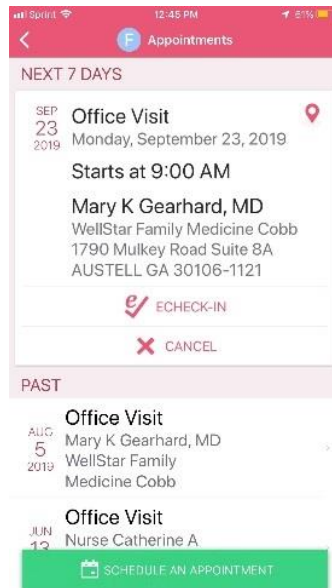 Sprint 12:45 PM 61%
F Appointments
NEXT 7 DAYS
SEP
23
2019
Office Visit
Monday, September 23, 2019
Starts at 9:00 AM
Mary K Gearhard, MD
WellStar Family Medicine Cobb
1790 Mulkey Road Suite 8A
AUSTELL GA 30106-1121
ECHECK-IN
CANCEL
PAST
AUG
5
2019
Office Visit
Mary K Gearhard, MD
WellStar Family
Medicine Cobb
JUN
13
Office Visit
Nurse Catherine A
SCHEDULE AN APPOINTMENT